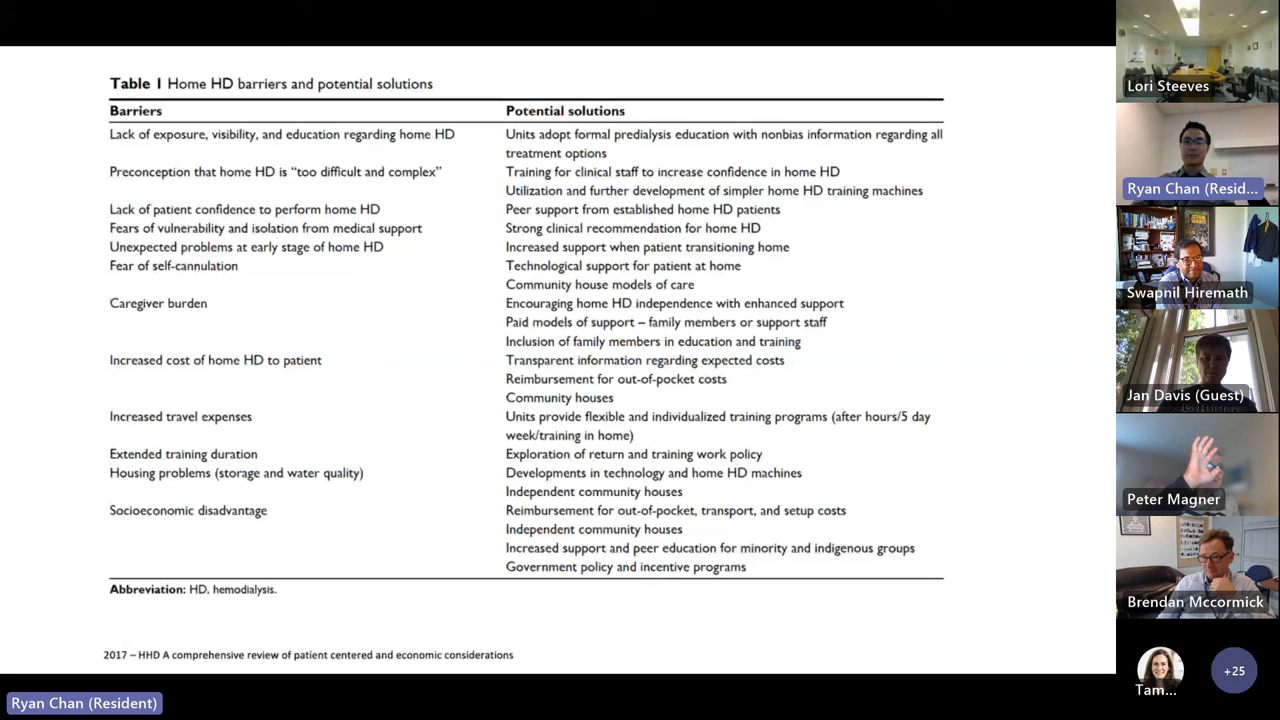 Table 1 Home HD barriers and potential solutions
Barriers Potential solutions
Lack of exposure, visibility, and education regarding home HD Units adopt formal predialysis education with nonbias information regarding all
treatment options
Preconception that home HD is “too difficult and complex” Training for clinical staff to increase confidence in home HD
Utilization and further development of simpler home HD training machines
Lack of patient confidence to perform home HD Peer support from established home HD patients
Fears of vulnerability and isolation from medical support Strong clinical recommendation for home HD
Unexpected problems at early stage of home HD Increased support when patient transitioning home
Fear of self-cannulation Technological support for patient at home
Community house models of care
Caregiver burden Encouraging home HD independence with enhanced support
Paid models of support – family members or support staff
Inclusion of family members in education and training
Increased cost of home HD to patient Transparent information regarding expected costs
Reimbursement for out-of-pocket costs
Community houses
Increased travel expenses Units provide flexible and individualized training programs (after hours/5 day
week/training in home)
Extended training duration Exploration of return and training work policy
Housing problems (storage and water quality) Developments in technology and home HD machines
Independent community houses
Socioeconomic disadvantage Reimbursement for out-of-pocket, transport, and setup costs
Independent community houses
Increased support and peer education for minority and indigenous groups
Government policy and incentive programs
Abbreviation: HD, hemodialysis.
2017 – HHD A comprehensive review of patient centered and economic considerations
Ryan Chan (Resident)
Lori Steeves
Ryan Chan (Resid...
Swapnil Hiremath
Jan Davis (Guest)
Peter Magner
Brendan Mccormick
Tam...
+25